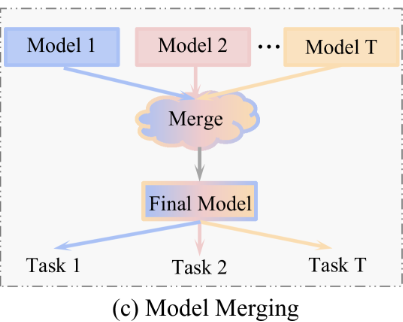 Model 1 Model 2 ... Model T
Merge
Final Model
Task 1 Task 2 Task T
(c) Model Merging